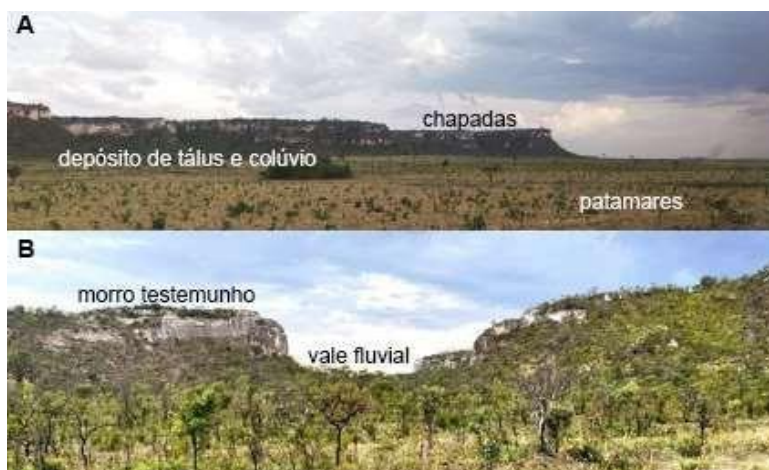 A
chapadas
depósito de tálus e colúvio
patamares
B
morro testemunho
vale fluvial